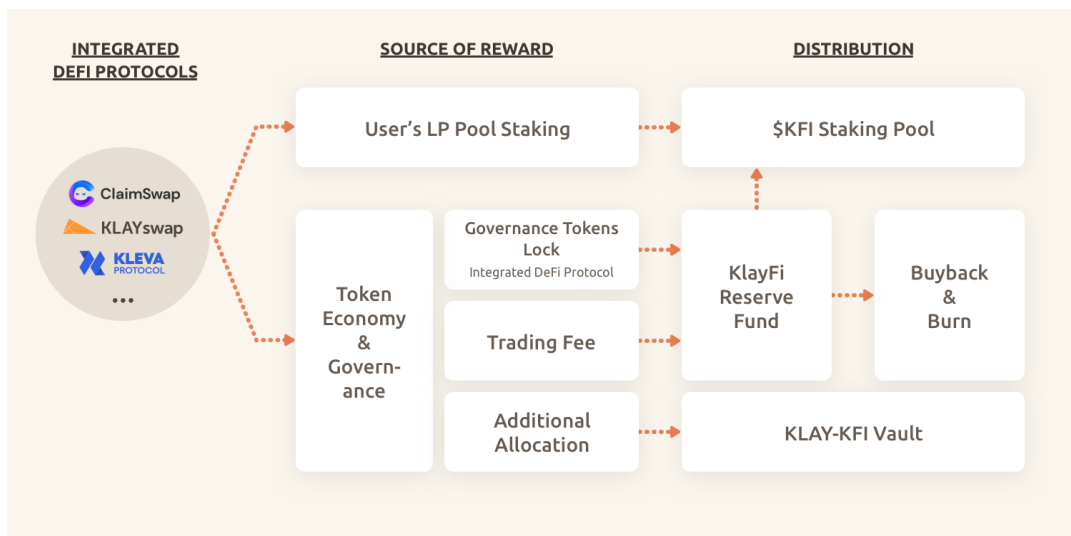 INTEGRATED
DEFI PROTOCOLS
SOURCE OF REWARD
DISTRIBUTION
ClaimSwap
KLAYswap
KLEVA
PROTOCOL
...
User's LP Pool Staking
$KFI Staking Pool
Token
Economy
&
Govern-
ance
Governance Tokens
Lock
Integrated DeFi Protocol
Trading Fee
Additional
Allocation
KlayFi
Reserve
Fund
Buyback
&
Burn
KLAY-KFI Vault